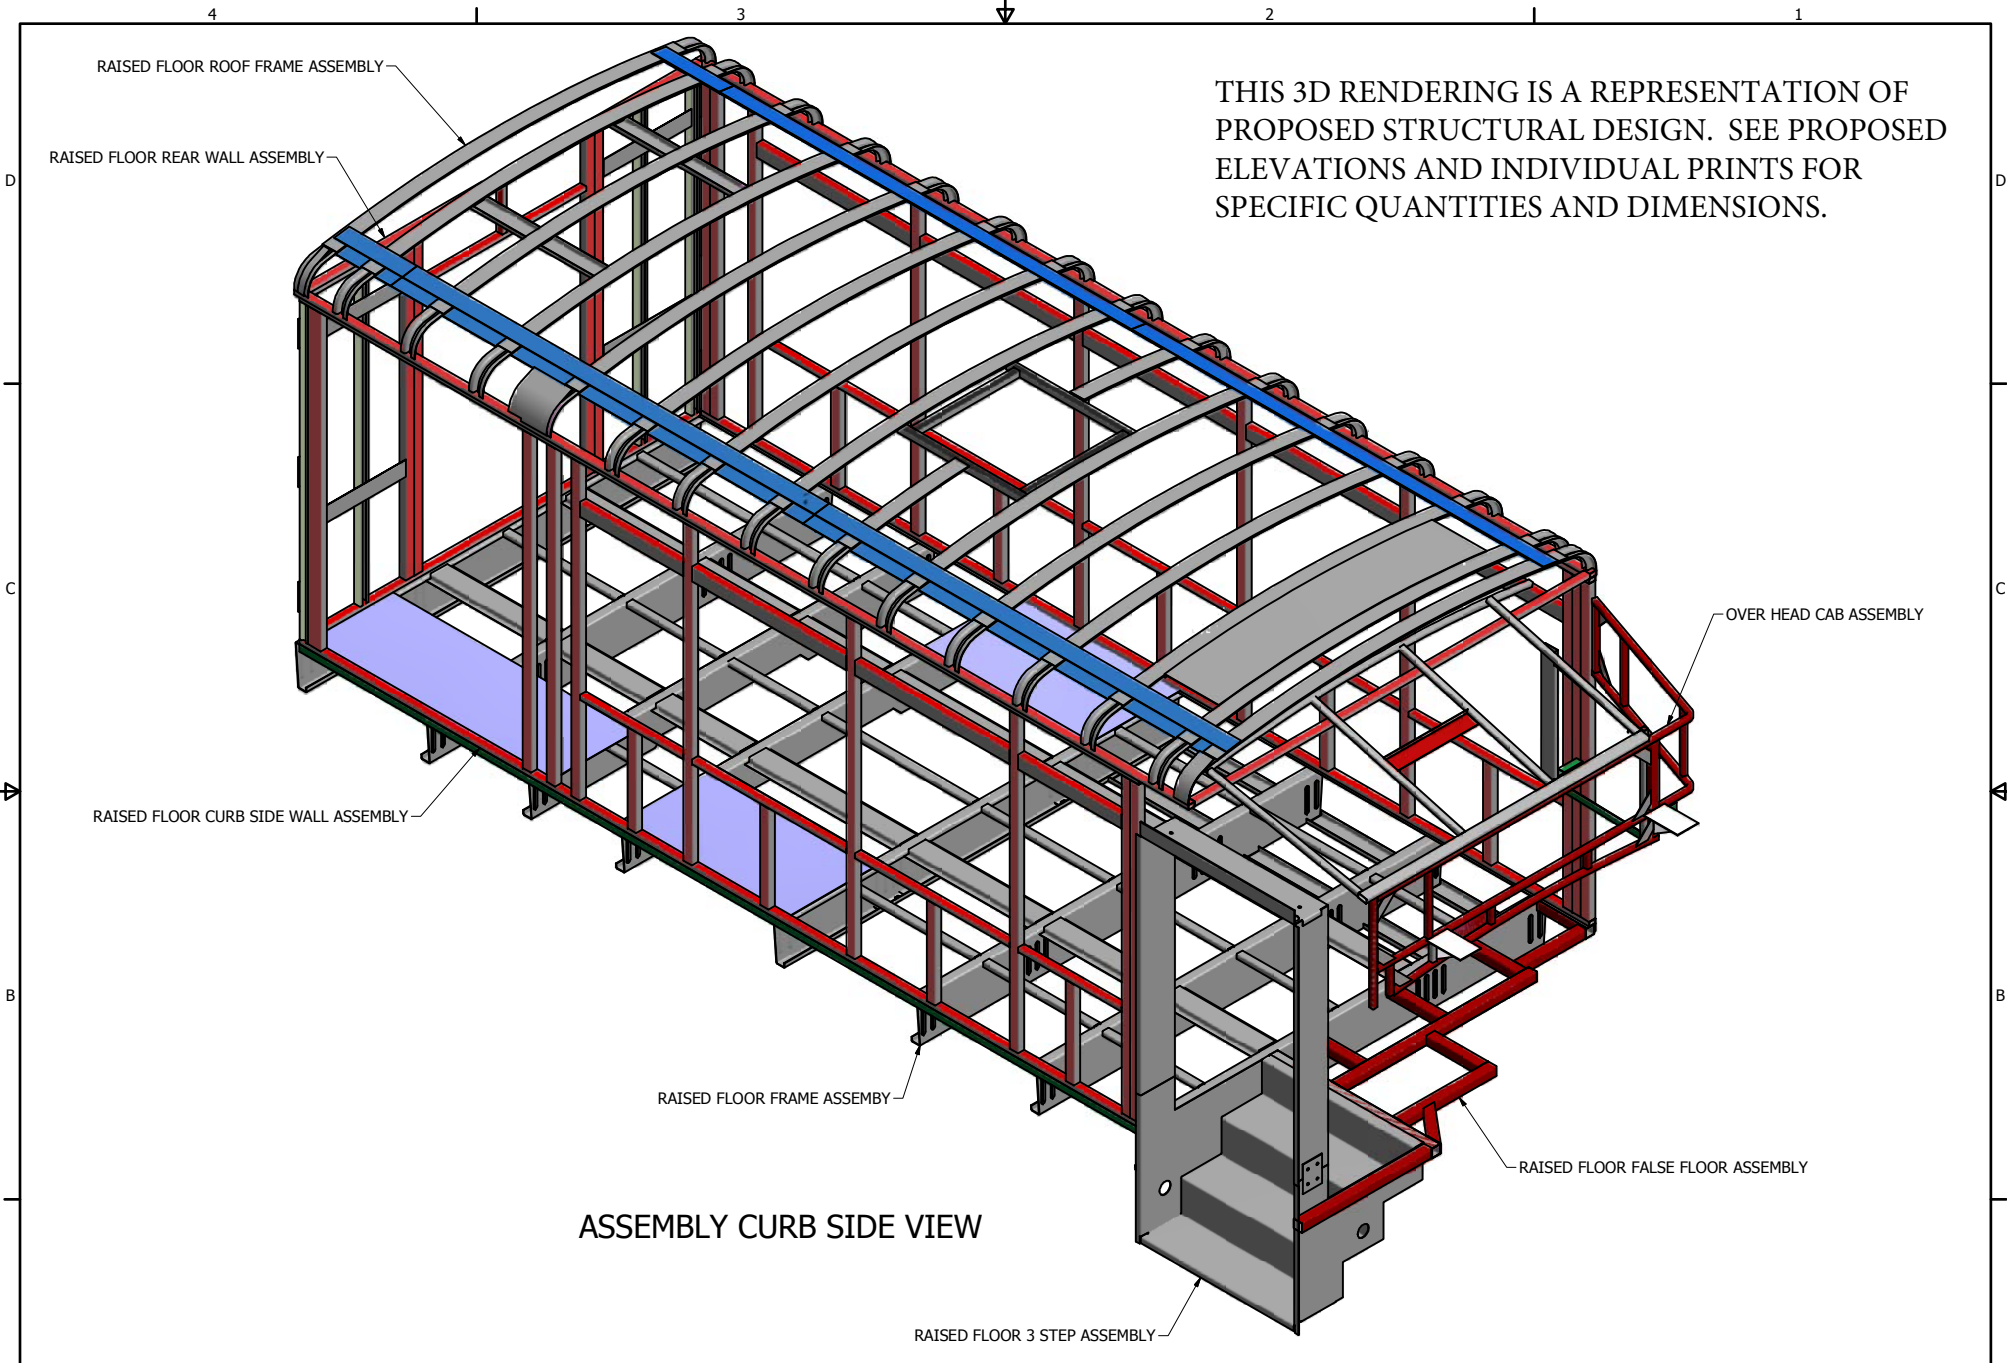 4 3 2 1
RAISED FLOOR ROOF FRAME ASSEMBLY
THIS 3D RENDERING IS A REPRESENTATION OF
PROPOSED STRUCTURAL DESIGN. SEE PROPOSED
ELEVATIONS AND INDIVIDUAL PRINTS FOR
SPECIFIC QUANTITIES AND DIMENSIONS.
RAISED FLOOR REAR WALL ASSEMBLY
D D
C C
OVER HEAD CAB ASSEMBLY
RAISED FLOOR CURB SIDE WALL ASSEMBLY
B B
RAISED FLOOR FRAME ASSEMBY
RAISED FLOOR FALSE FLOOR ASSEMBLY
ASSEMBLY CURB SIDE VIEW
RAISED FLOOR 3 STEP ASSEMBLY